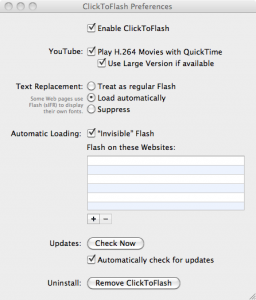 ClickToFlash Preferences
Enable ClickToFlash
YouTube: Play H.264 Movies with QuickTime
Use Large Version if available
Text Replacement: Treat as regular Flash
Some Web pages use Flash (sIFR) to display their own fonts.
Load automatically
Suppress
Automatic Loading: "Invisible" Flash
Flash on these Websites:
+ −
Updates: Check Now
Automatically check for updates
Uninstall: Remove ClickToFlash